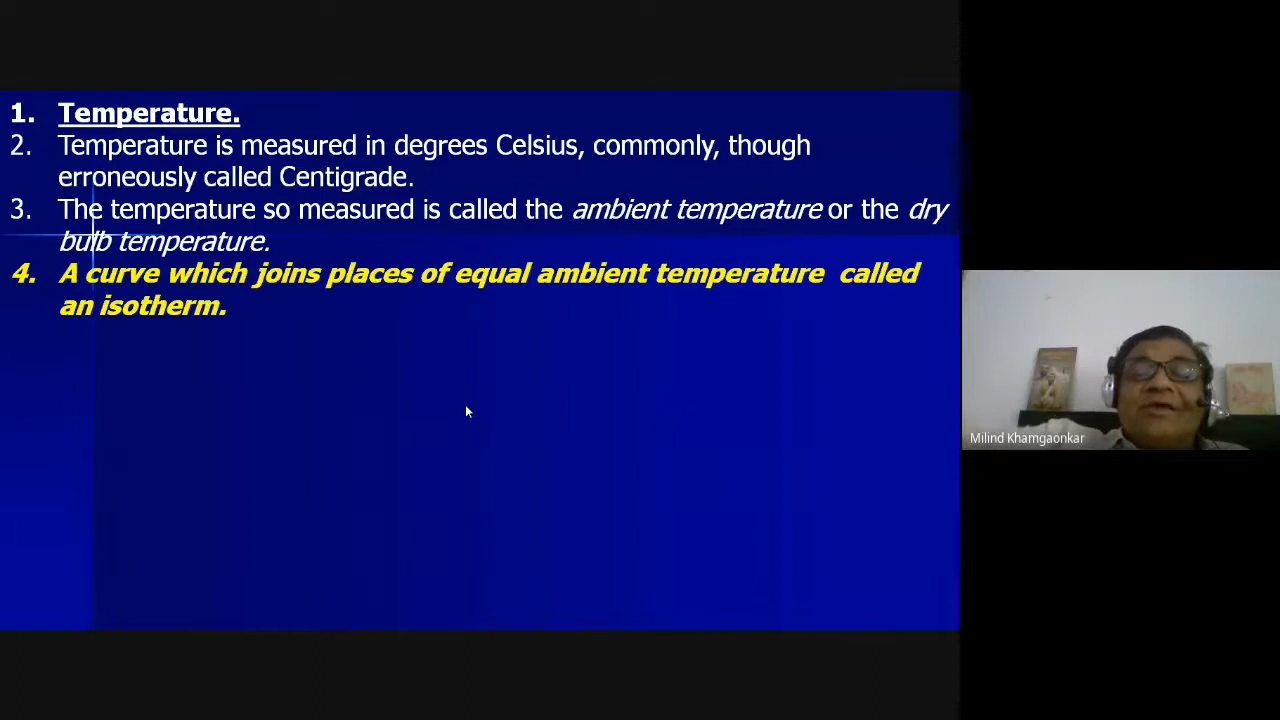 1. Temperature.
2. Temperature is measured in degrees Celsius, commonly, though
erroneously called Centigrade.
3. The temperature so measured is called the ambient temperature or the dry
bulb temperature.
4. A curve which joins places of equal ambient temperature called
an isotherm.
Milind Khamgaonkar